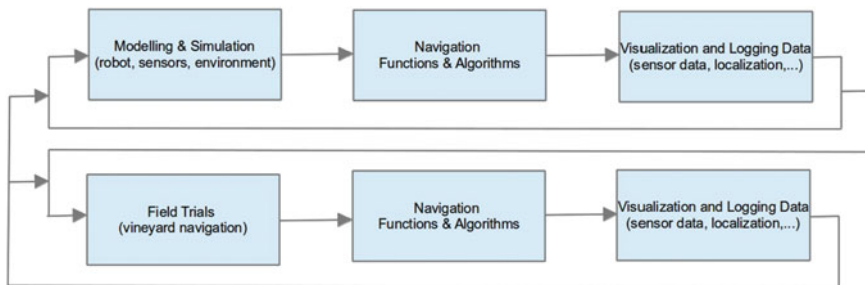 Modelling & Simulation
(robot, sensors, environment)
Navigation
Functions & Algorithms
Visualization and Logging Data
(sensor data, localization,...)
Field Trials
(vineyard navigation)
Navigation
Functions & Algorithms
Visualization and Logging Data
(sensor data, localization,...)